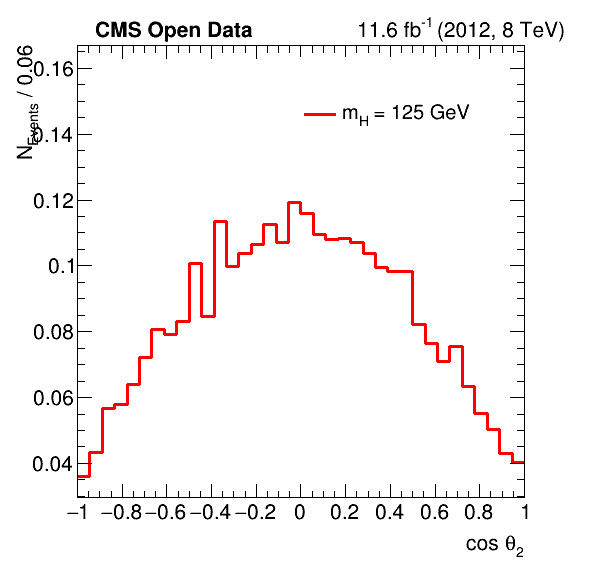 CMS Open Data 11.6 fb⁻¹ (2012, 8 TeV)
N_Events / 0.06
m_H = 125 GeV
0.16
0.14
0.12
0.1
0.08
0.06
0.04
−1 −0.8 −0.6 −0.4 −0.2 0 0.2 0.4 0.6 0.8 1
cos θ₂